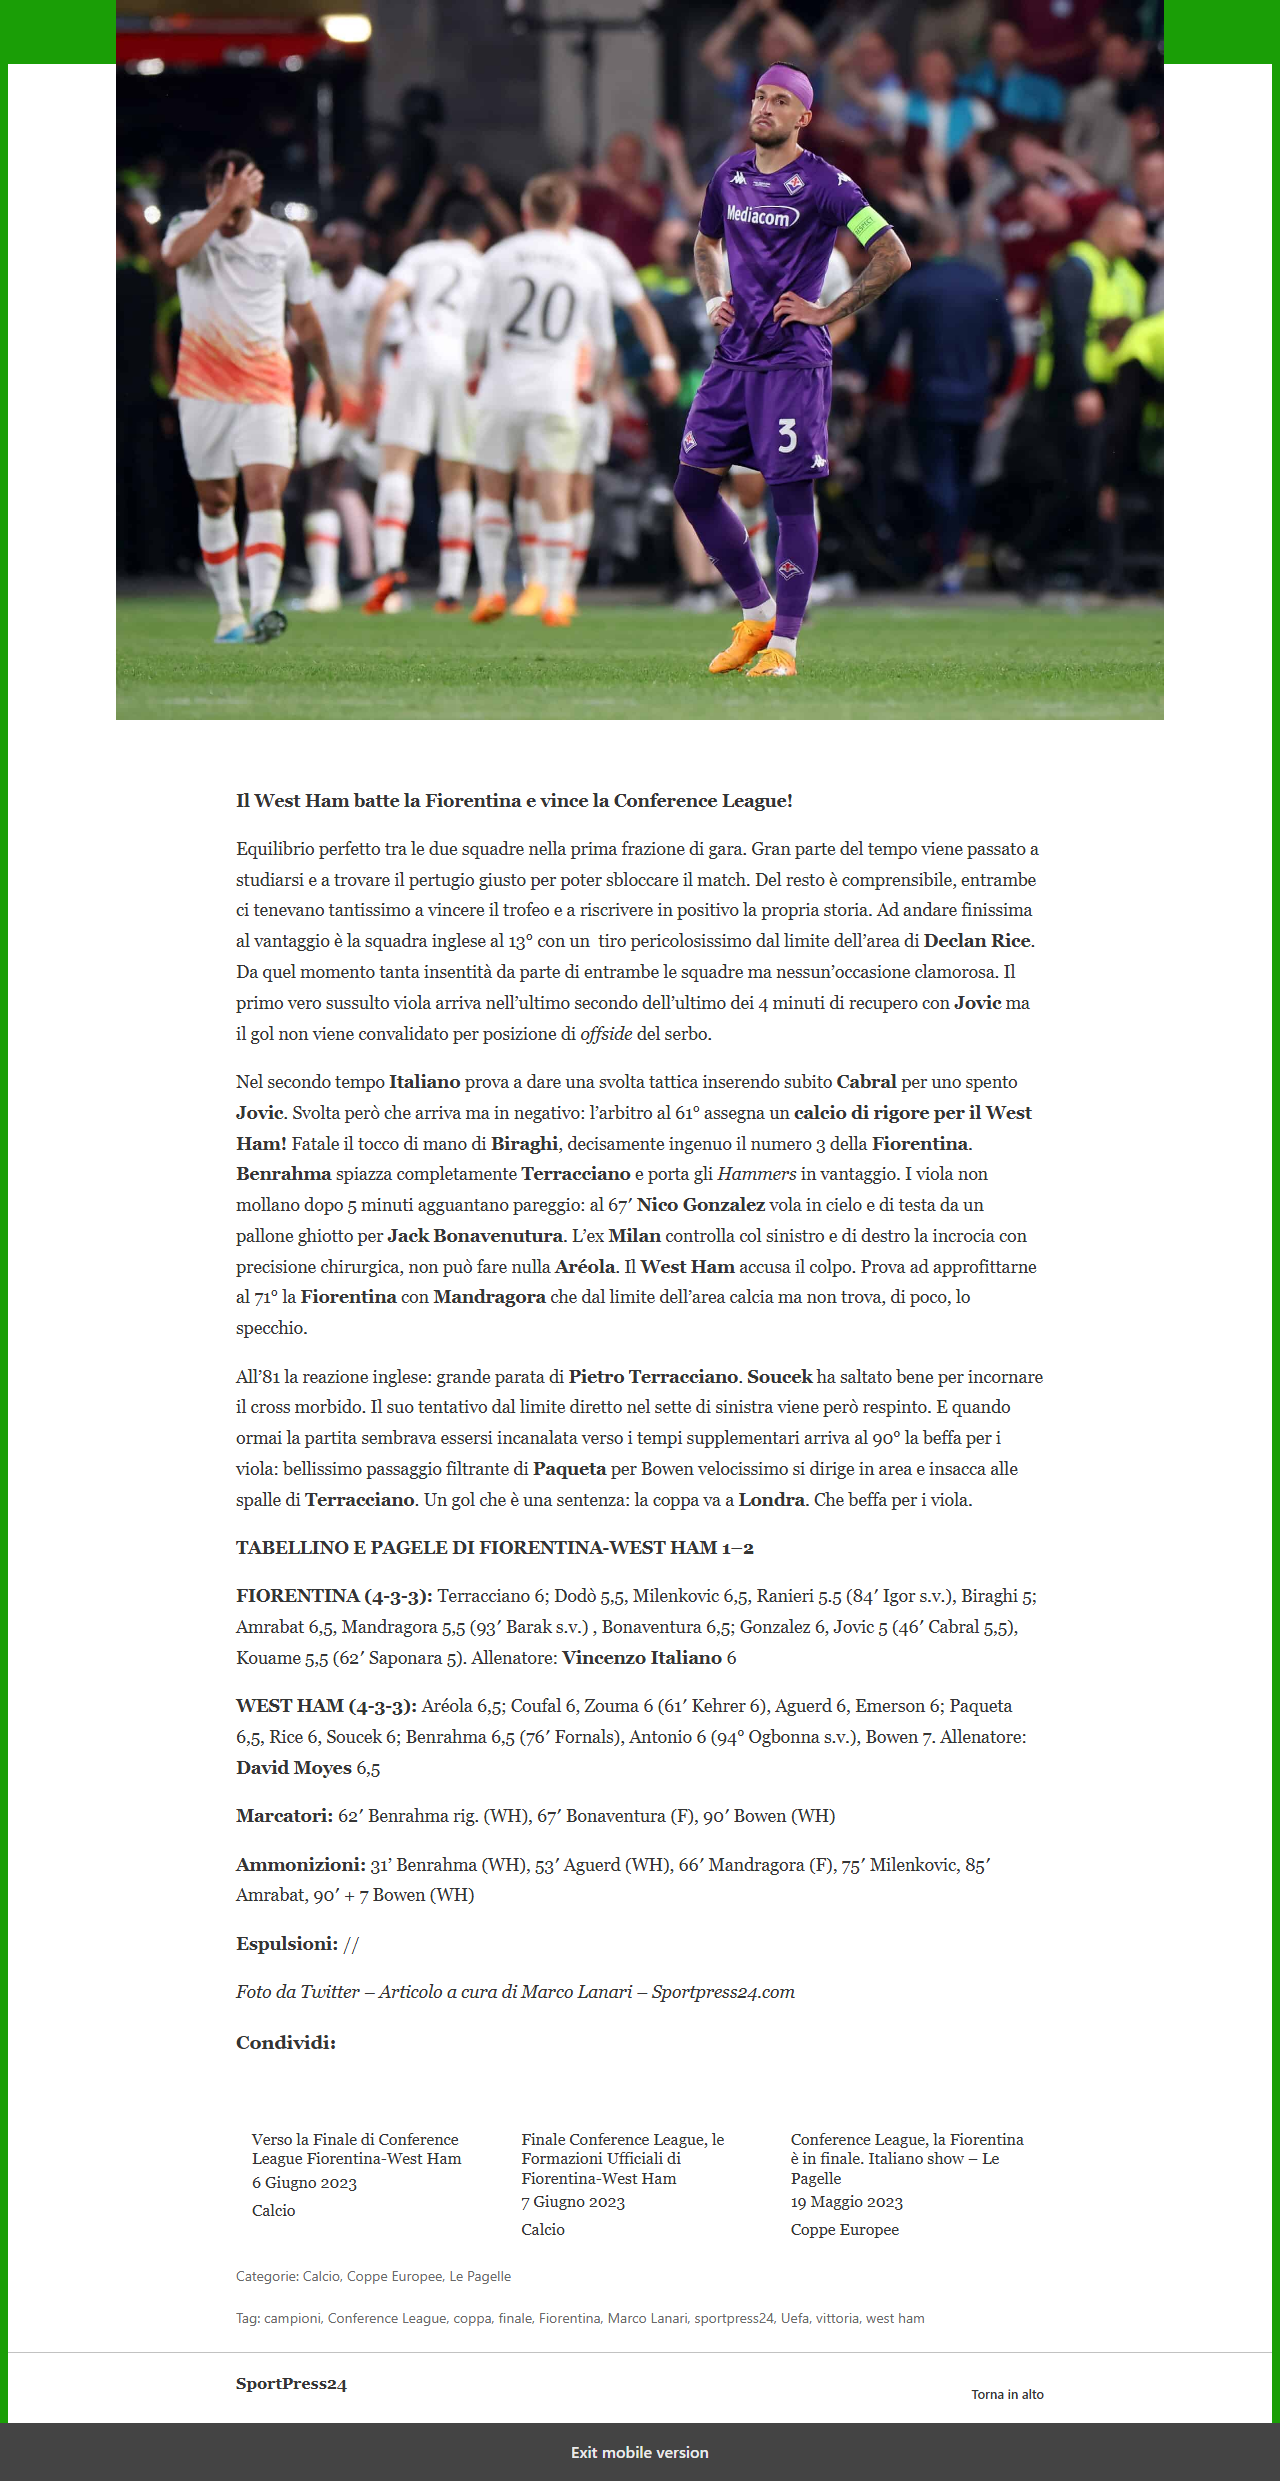 Mediacom
RESPECT
2
20
3
Il West Ham batte la Fiorentina e vince la Conference League!
Equilibrio perfetto tra le due squadre nella prima frazione di gara. Gran parte del tempo viene passato a
studiarsi e a trovare il pertugio giusto per poter sbloccare il match. Del resto è comprensibile, entrambe
ci tenevano tantissimo a vincere il trofeo e a riscrivere in positivo la propria storia. Ad andare finissima
al vantaggio è la squadra inglese al 13° con un  tiro pericolosissimo dal limite dell’area di Declan Rice.
Da quel momento tanta insentità da parte di entrambe le squadre ma nessun’occasione clamorosa. Il
primo vero sussulto viola arriva nell’ultimo secondo dell’ultimo dei 4 minuti di recupero con Jovic ma
il gol non viene convalidato per posizione di offside del serbo.
Nel secondo tempo Italiano prova a dare una svolta tattica inserendo subito Cabral per uno spento
Jovic. Svolta però che arriva ma in negativo: l’arbitro al 61° assegna un calcio di rigore per il West
Ham! Fatale il tocco di mano di Biraghi, decisamente ingenuo il numero 3 della Fiorentina.
Benrahma spiazza completamente Terracciano e porta gli Hammers in vantaggio. I viola non
mollano dopo 5 minuti agguantano pareggio: al 67′ Nico Gonzalez vola in cielo e di testa da un
pallone ghiotto per Jack Bonavenutura. L’ex Milan controlla col sinistro e di destro la incrocia con
precisione chirurgica, non può fare nulla Aréola. Il West Ham accusa il colpo. Prova ad approfittarne
al 71° la Fiorentina con Mandragora che dal limite dell’area calcia ma non trova, di poco, lo
specchio.
All’81 la reazione inglese: grande parata di Pietro Terracciano. Soucek ha saltato bene per incornare
il cross morbido. Il suo tentativo dal limite diretto nel sette di sinistra viene però respinto. E quando
ormai la partita sembrava essersi incanalata verso i tempi supplementari arriva al 90° la beffa per i
viola: bellissimo passaggio filtrante di Paqueta per Bowen velocissimo si dirige in area e insacca alle
spalle di Terracciano. Un gol che è una sentenza: la coppa va a Londra. Che beffa per i viola.
TABELLINO E PAGELE DI FIORENTINA-WEST HAM 1–2
FIORENTINA (4-3-3): Terracciano 6; Dodò 5,5, Milenkovic 6,5, Ranieri 5.5 (84′ Igor s.v.), Biraghi 5;
Amrabat 6,5, Mandragora 5,5 (93′ Barak s.v.) , Bonaventura 6,5; Gonzalez 6, Jovic 5 (46′ Cabral 5,5),
Kouame 5,5 (62′ Saponara 5). Allenatore: Vincenzo Italiano 6
WEST HAM (4-3-3): Aréola 6,5; Coufal 6, Zouma 6 (61′ Kehrer 6), Aguerd 6, Emerson 6; Paqueta
6,5, Rice 6, Soucek 6; Benrahma 6,5 (76′ Fornals), Antonio 6 (94° Ogbonna s.v.), Bowen 7. Allenatore:
David Moyes 6,5
Marcatori: 62′ Benrahma rig. (WH), 67′ Bonaventura (F), 90′ Bowen (WH)
Ammonizioni: 31’ Benrahma (WH), 53′ Aguerd (WH), 66′ Mandragora (F), 75′ Milenkovic, 85′
Amrabat, 90′ + 7 Bowen (WH)
Espulsioni: //
Foto da Twitter – Articolo a cura di Marco Lanari – Sportpress24.com
Condividi:
Verso la Finale di Conference
League Fiorentina-West Ham
6 Giugno 2023
Calcio
Finale Conference League, le
Formazioni Ufficiali di
Fiorentina-West Ham
7 Giugno 2023
Calcio
Conference League, la Fiorentina
è in finale. Italiano show – Le
Pagelle
19 Maggio 2023
Coppe Europee
Categorie: Calcio, Coppe Europee, Le Pagelle
Tag: campioni, Conference League, coppa, finale, Fiorentina, Marco Lanari, sportpress24, Uefa, vittoria, west ham
SportPress24
Torna in alto
Exit mobile version